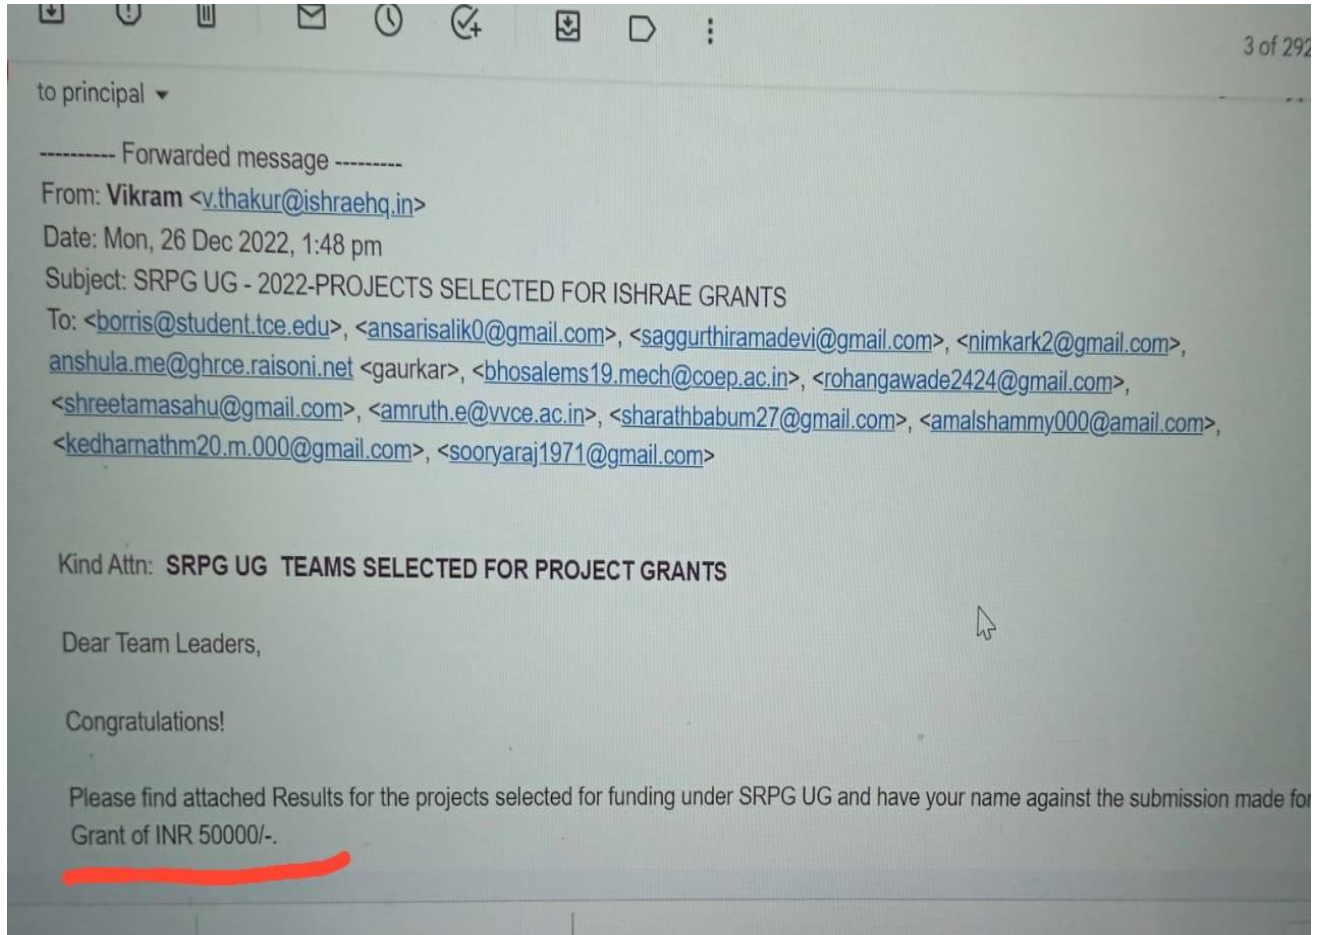 3 of 292
to principal
---------- Forwarded message ---------
From: Vikram <v.thakur@ishraehq.in>
Date: Mon, 26 Dec 2022, 1:48 pm
Subject: SRPG UG - 2022-PROJECTS SELECTED FOR ISHRAE GRANTS
To: <borris@student.tce.edu>, <ansarisalik0@gmail.com>, <saggurthiramadevi@gmail.com>, <nimkark2@gmail.com>,
anshula.me@ghrce.raisoni.net <gaurkar>, <bhosalems19.mech@coep.ac.in>, <rohangawade2424@gmail.com>,
<shreetamasahu@gmail.com>, <amruth.e@vvce.ac.in>, <sharathbabum27@gmail.com>, <amalshammy000@amail.com>,
<kedharnathm20.m.000@gmail.com>, <sooryaraj1971@gmail.com>
Kind Attn: SRPG UG TEAMS SELECTED FOR PROJECT GRANTS
Dear Team Leaders,
Congratulations!
Please find attached Results for the projects selected for funding under SRPG UG and have your name against the submission made for
Grant of INR 50000/-.